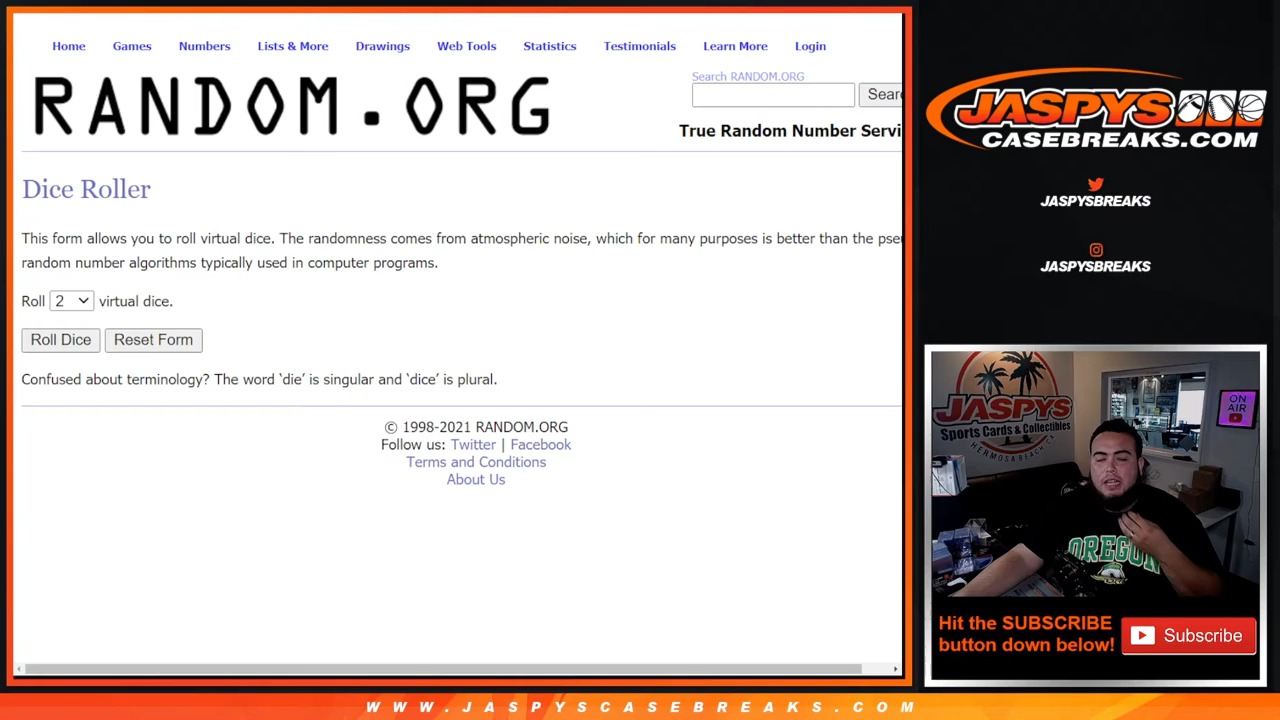 Home Games Numbers Lists & More Drawings Web Tools Statistics Testimonials Learn More Login
RANDOM.ORG
Search RANDOM.ORG
Sear
True Random Number Servi
Dice Roller
This form allows you to roll virtual dice. The randomness comes from atmospheric noise, which for many purposes is better than the pse
random number algorithms typically used in computer programs.
Roll 2 virtual dice.
Roll Dice Reset Form
Confused about terminology? The word ‘die’ is singular and ‘dice’ is plural.
© 1998-2021 RANDOM.ORG
Follow us: Twitter | Facebook
Terms and Conditions
About Us
JASPYS
CASEBREAKS.COM
JASPYSBREAKS
JASPYSBREAKS
JASPYS
Sports Cards & Collectibles
HERMOSA BEACH, CA
ON
AIR
OREGON
Hit the SUBSCRIBE
button down below!
Subscribe
WWW.JASPYSCASEBREAKS.COM